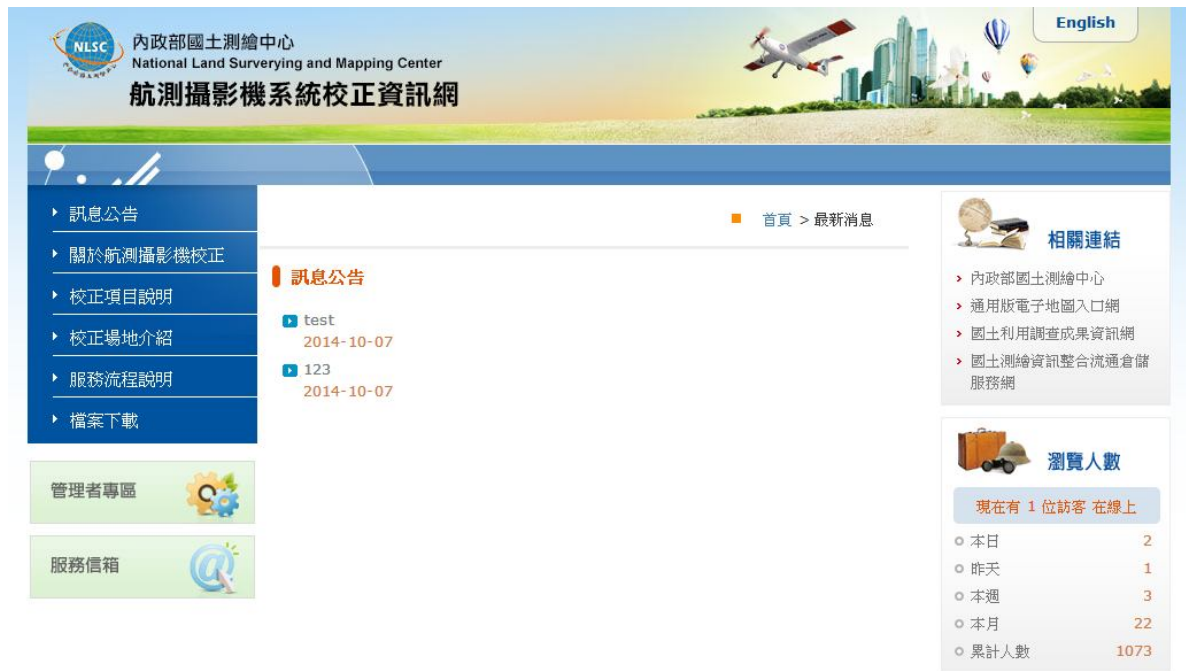 NLSC
內政部國土測繪中心
National Land Surverying and Mapping Center
航測攝影機系統校正資訊網
English
訊息公告
關於航測攝影機校正
校正項目說明
校正場地介紹
服務流程說明
檔案下載
管理者專區
服務信箱
首頁 > 最新消息
訊息公告
test
2014-10-07
123
2014-10-07
相關連結
內政部國土測繪中心
通用版電子地圖入口網
國土利用調查成果資訊網
國土測繪資訊整合流通倉儲
服務網
瀏覽人數
現在有 1 位訪客 在線上
本日 2
昨天 1
本週 3
本月 22
累計人數 1073